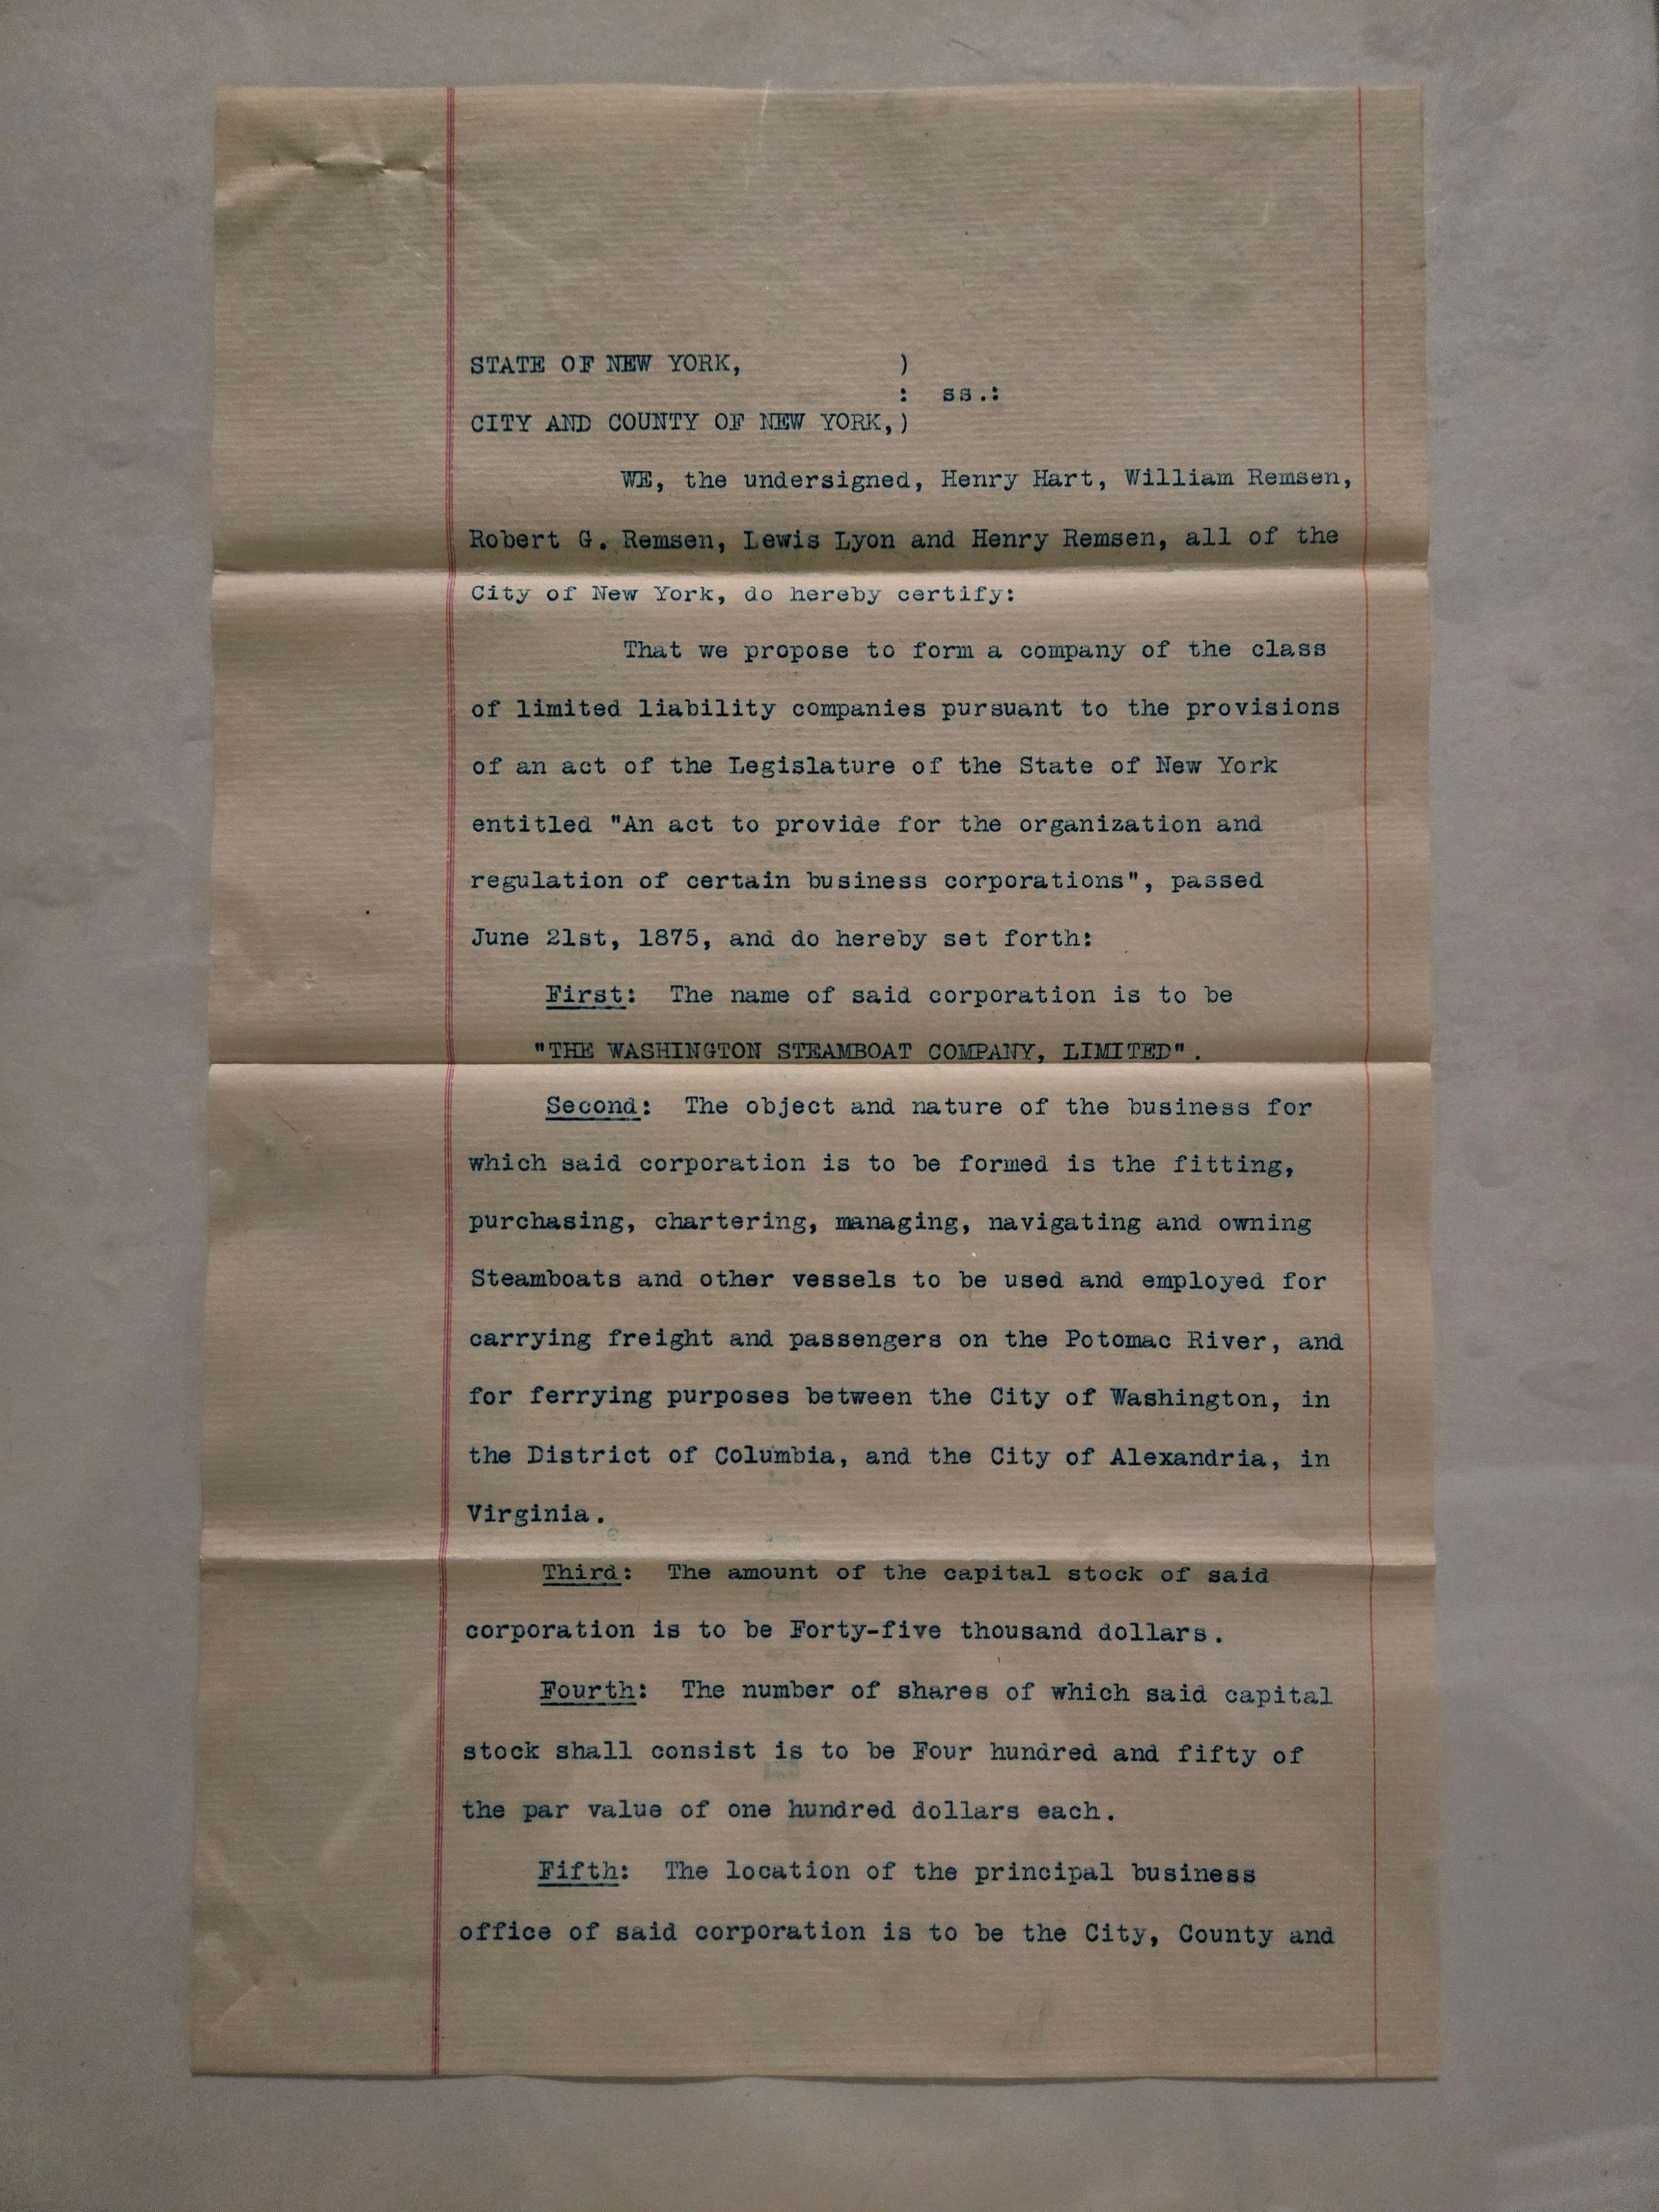 STATE OF NEW YORK, )
: ss.:
CITY AND COUNTY OF NEW YORK,)
WE, the undersigned, Henry Hart, William Remsen,
Robert G. Remsen, Lewis Lyon and Henry Remsen, all of the
City of New York, do hereby certify:
That we propose to form a company of the class
of limited liability companies pursuant to the provisions
of an act of the Legislature of the State of New York
entitled "An act to provide for the organization and
regulation of certain business corporations", passed
June 21st, 1875, and do hereby set forth:
First: The name of said corporation is to be
"THE WASHINGTON STEAMBOAT COMPANY, LIMITED".
Second: The object and nature of the business for
which said corporation is to be formed is the fitting,
purchasing, chartering, managing, navigating and owning
Steamboats and other vessels to be used and employed for
carrying freight and passengers on the Potomac River, and
for ferrying purposes between the City of Washington, in
the District of Columbia, and the City of Alexandria, in
Virginia.
Third: The amount of the capital stock of said
corporation is to be Forty-five thousand dollars.
Fourth: The number of shares of which said capital
stock shall consist is to be Four hundred and fifty of
the par value of one hundred dollars each.
Fifth: The location of the principal business
office of said corporation is to be the City, County and